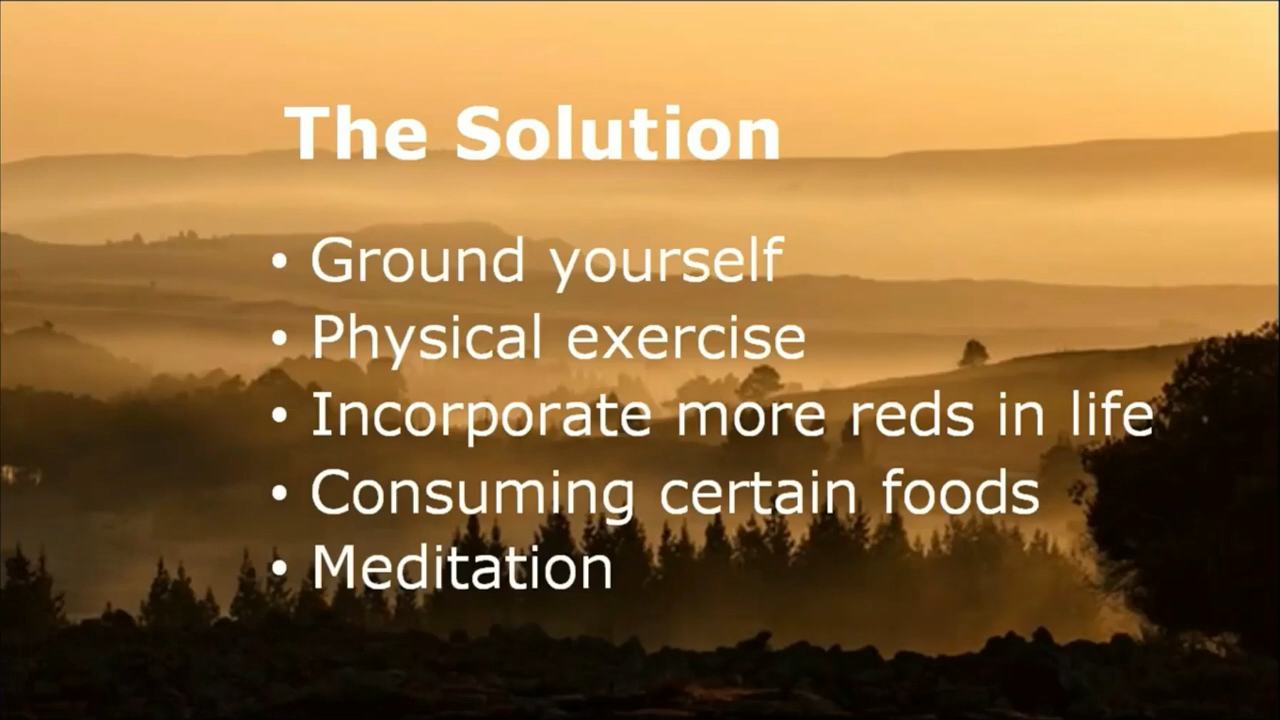 The Solution
• Ground yourself
• Physical exercise
• Incorporate more reds in life
• Consuming certain foods
• Meditation